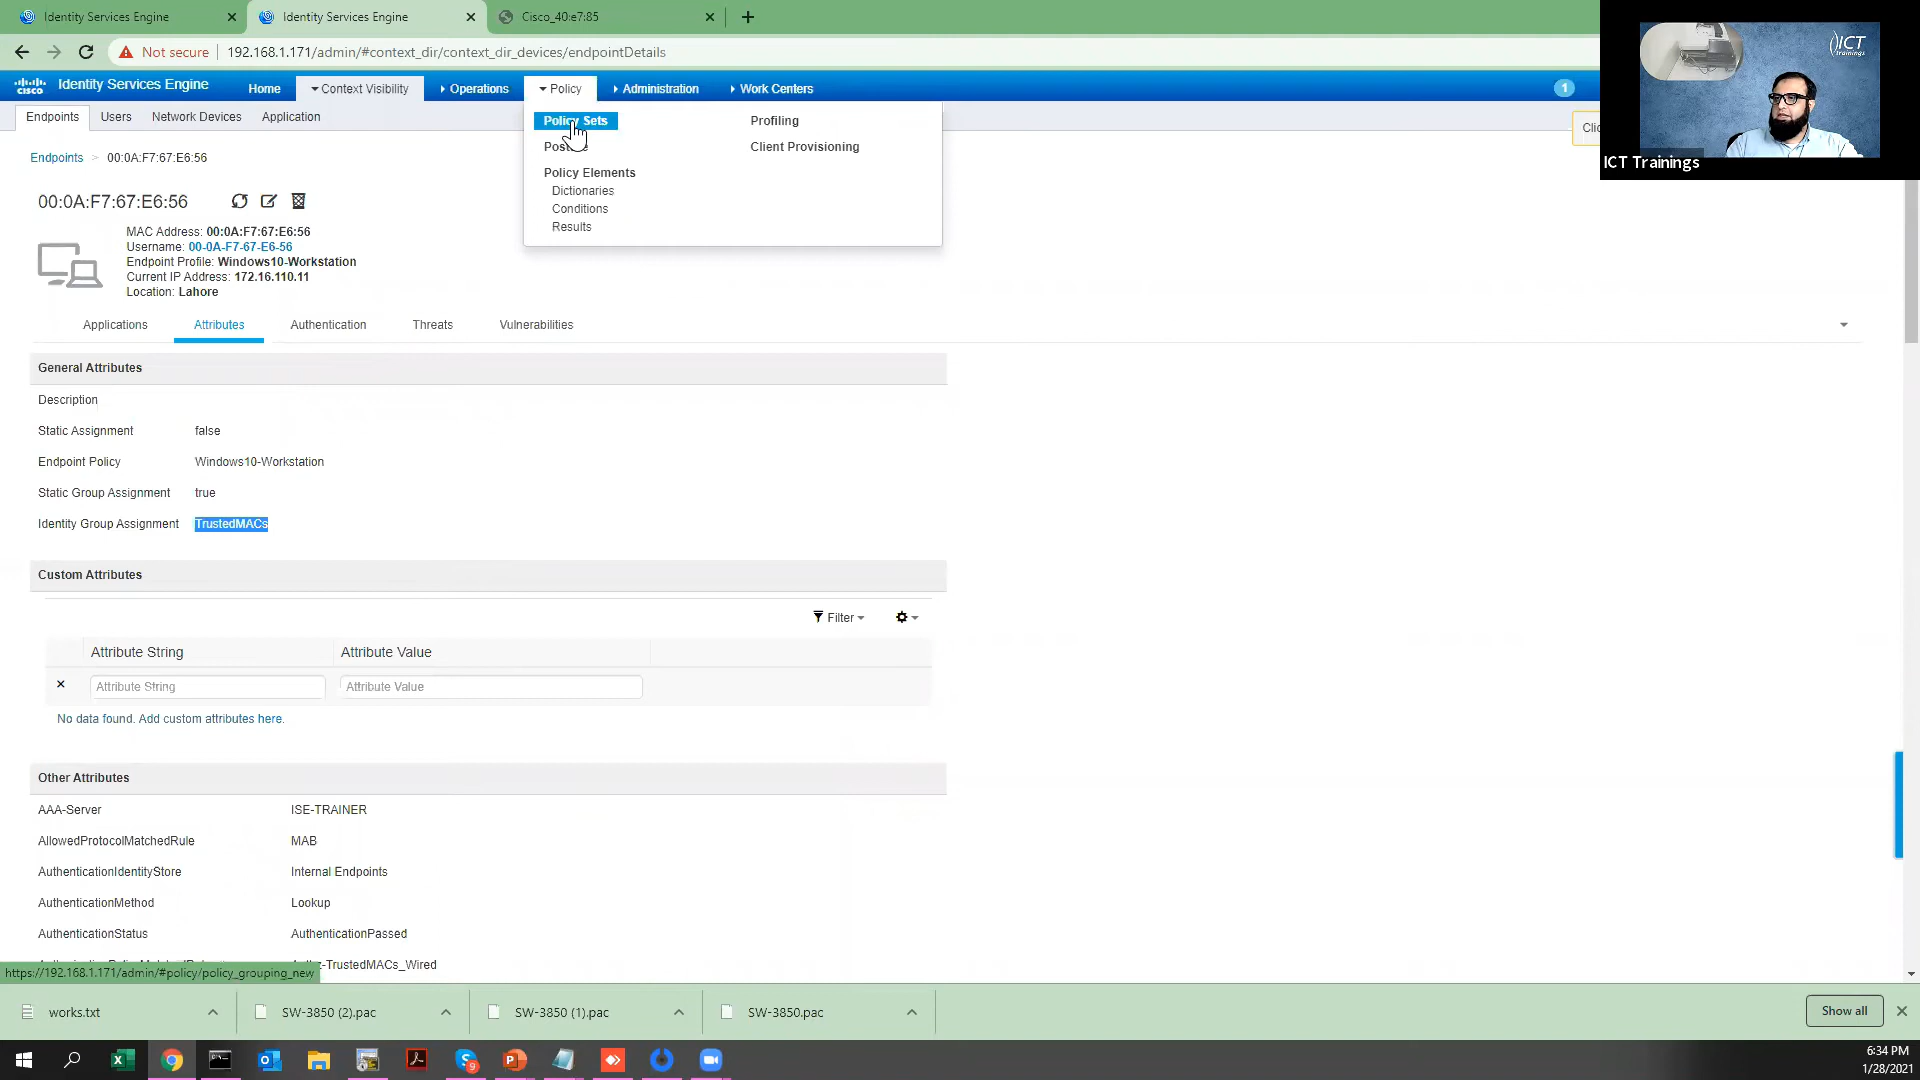 Identity Services Engine
Identity Services Engine
Cisco_40:e7:85
Not secure
192.168.1.171/admin/#context_dir/context_dir_devices/endpointDetails
cisco
Identity Services Engine
Home
Context Visibility
Operations
Policy
Administration
Work Centers
1
Endpoints
Users
Network Devices
Application
Policy Sets
Profiling
Client Provisioning
Policy Elements
Dictionaries
Conditions
Results
(ICT
trainings
ICT Trainings
Endpoints > 00:0A:F7:67:E6:56
00:0A:F7:67:E6:56
MAC Address: 00:0A:F7:67:E6:56
Username: 00-0A-F7-67-E6-56
Endpoint Profile: Windows10-Workstation
Current IP Address: 172.16.110.11
Location: Lahore
Applications
Attributes
Authentication
Threats
Vulnerabilities
General Attributes
Description
Static Assignment false
Endpoint Policy Windows10-Workstation
Static Group Assignment true
Identity Group Assignment TrustedMACs
Custom Attributes
Filter
Attribute String Attribute Value
Attribute String Attribute Value
No data found. Add custom attributes here.
Other Attributes
AAA-Server ISE-TRAINER
AllowedProtocolMatchedRule MAB
AuthenticationIdentityStore Internal Endpoints
AuthenticationMethod Lookup
AuthenticationStatus AuthenticationPassed
-TrustedMACs_Wired
https://192.168.1.171/admin/#policy/policy_grouping_new
works.txt
SW-3850 (2).pac
SW-3850 (1).pac
SW-3850.pac
Show all
9
6:34 PM
1/28/2021